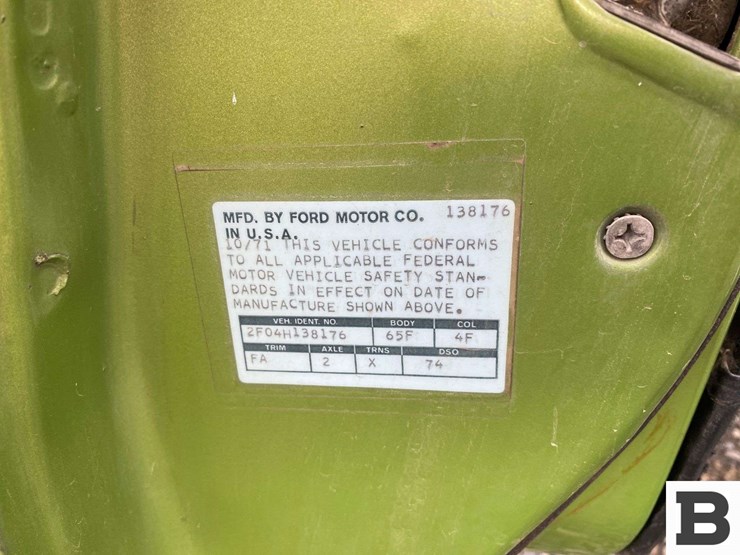 MFD. BY FORD MOTOR CO. 138176
IN U.S.A.
10/71 THIS VEHICLE CONFORMS
TO ALL APPLICABLE FEDERAL
MOTOR VEHICLE SAFETY STAN-
DARDS IN EFFECT ON DATE OF
MANUFACTURE SHOWN ABOVE.
VEH. IDENT. NO. BODY COL
2F04H138176 65F 4F
TRIM AXLE TRNS DSO
FA 2 X 74
B